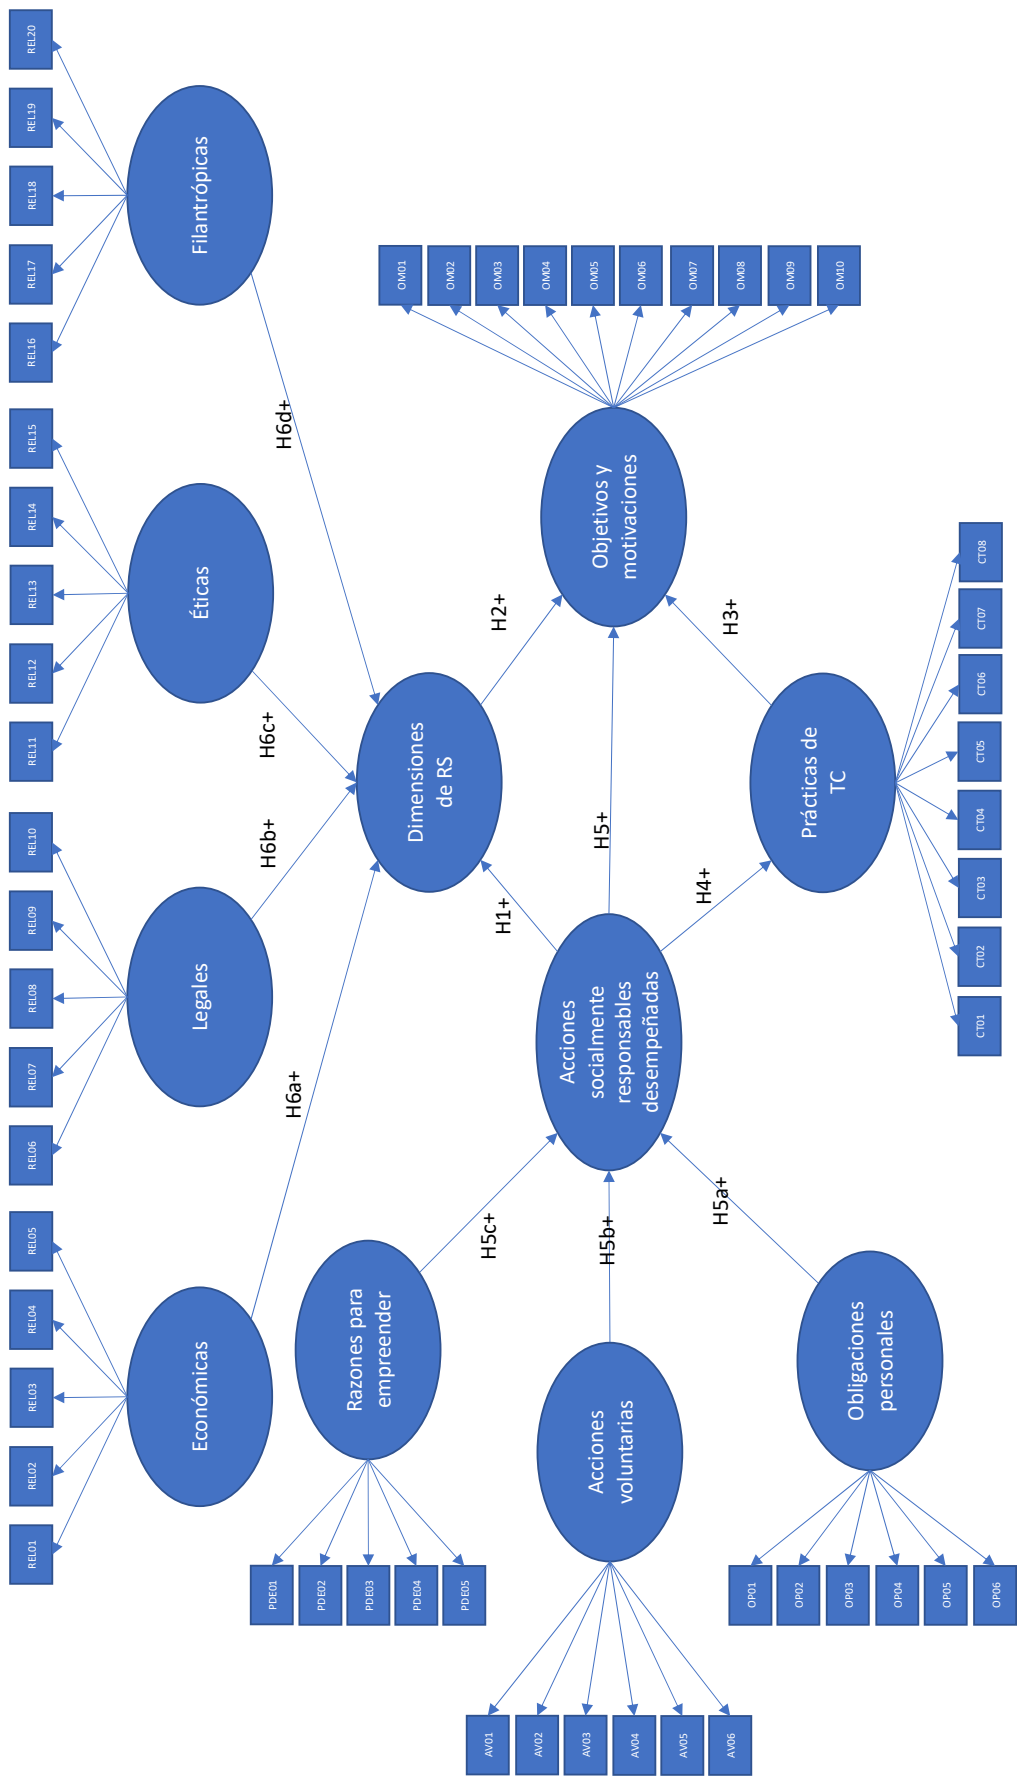 REL01
REL02
REL03
REL04
REL05
REL06
REL07
REL08
REL09
REL10
REL11
REL12
REL13
REL14
REL15
REL16
REL17
REL18
REL19
REL20
Económicas
Legales
Éticas
Filantrópicas
H6a+
H6b+
H6c+
H6d+
PDE01
PDE02
PDE03
PDE04
PDE05
Razones para
empreender
H5c+
Dimensiones
de RS
H1+
H2+
AV01
AV02
AV03
AV04
AV05
AV06
Acciones
voluntarias
H5b+
Acciones
socialmente
responsables
desempeñadas
H5+
Objetivos y
motivaciones
OM01
OM02
OM03
OM04
OM05
OM06
OM07
OM08
OM09
OM10
H5a+
H4+
H3+
OP01
OP02
OP03
OP04
OP05
OP06
Obligaciones
personales
Prácticas de
TC
CT01
CT02
CT03
CT04
CT05
CT06
CT07
CT08